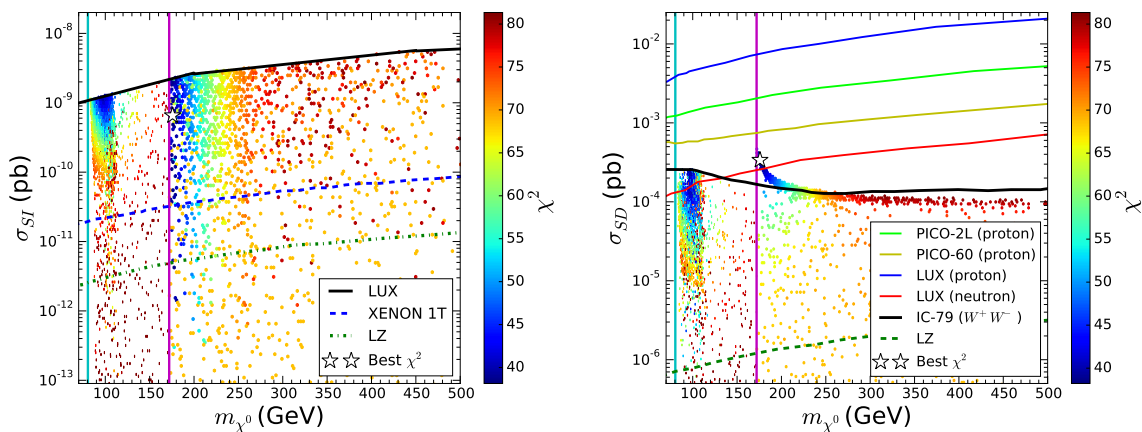 10⁻⁸
10⁻⁹
10⁻¹⁰
10⁻¹¹
10⁻¹²
10⁻¹³
σ_SI (pb)
50 100 150 200 250 300 350 400 450 500
m_χ⁰ (GeV)
LUX
XENON 1T
LZ
Best χ²
80
75
70
65
60
55
50
45
40
χ²
10⁻²
10⁻³
10⁻⁴
10⁻⁵
10⁻⁶
σ_SD (pb)
100 150 200 250 300 350 400 450 500
m_χ⁰ (GeV)
PICO-2L (proton)
PICO-60 (proton)
LUX (proton)
LUX (neutron)
IC-79 (W⁺W⁻ )
LZ
Best χ²
80
75
70
65
60
55
50
45
40
χ²